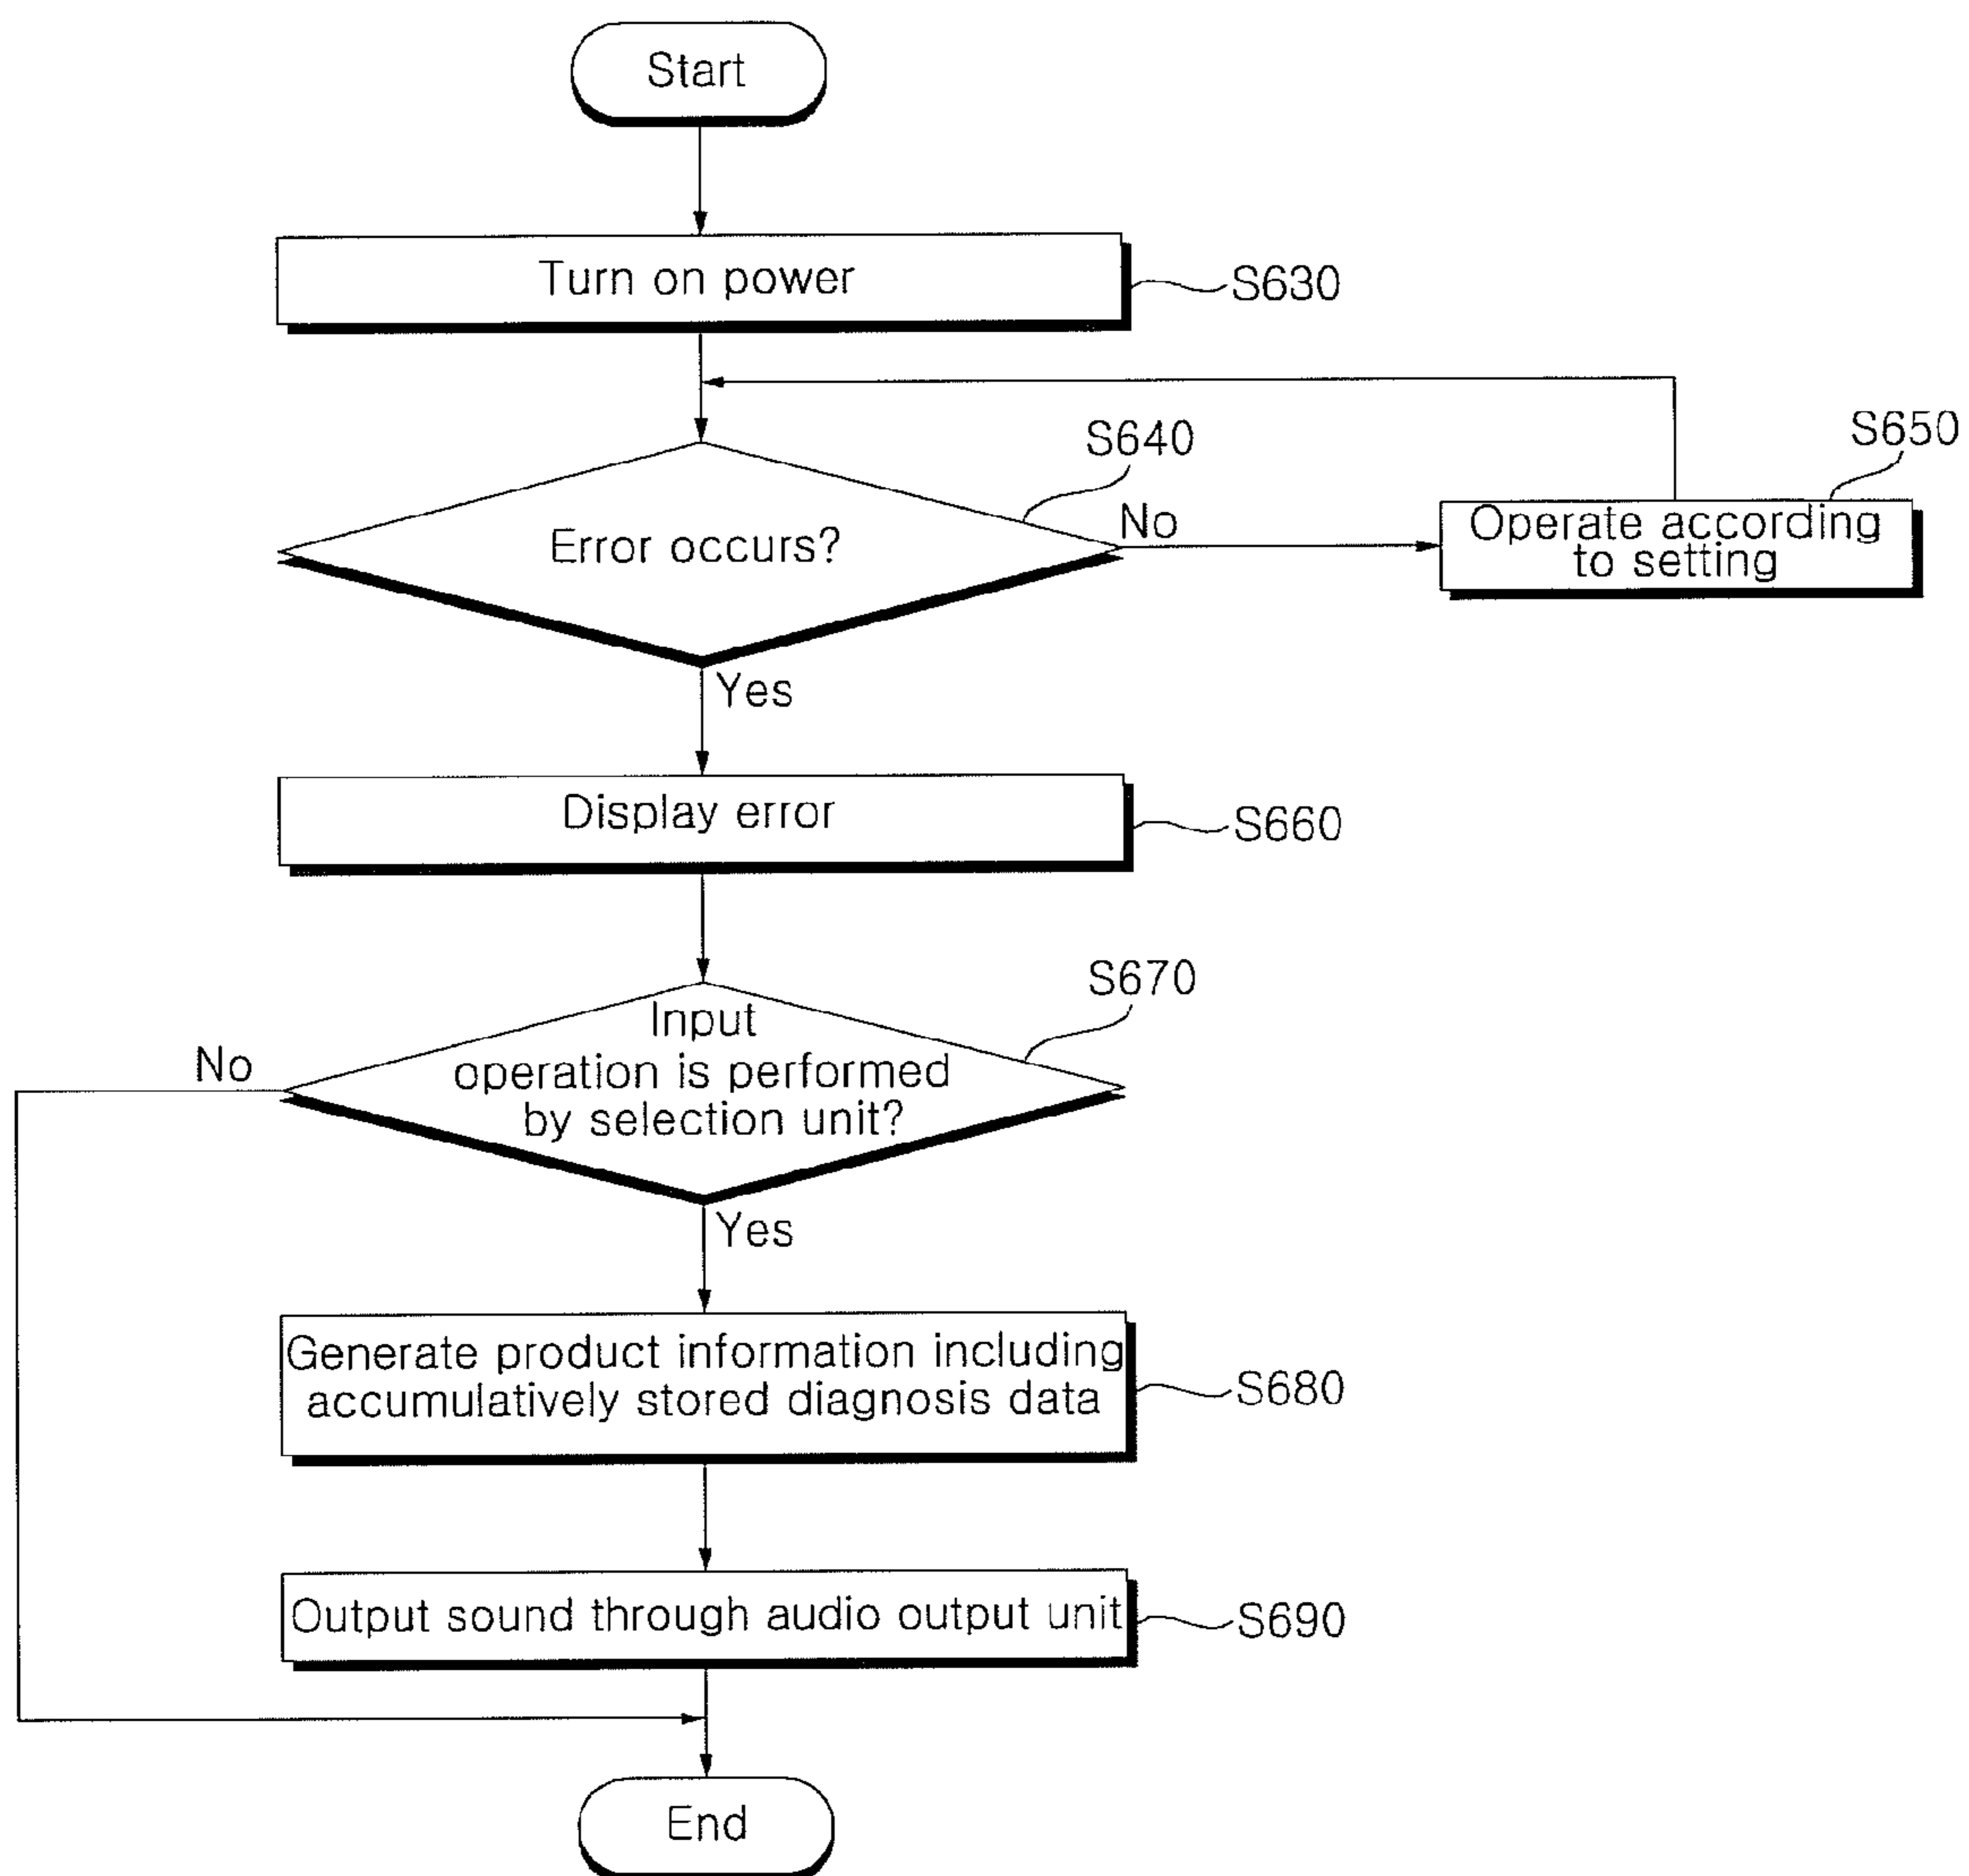 Start
Turn on power
S630
S640
S650
Error occurs?
No
Operate according
to setting
Yes
Display error
S660
S670
Input
operation is performed
by selection unit?
No
Yes
Generate product information including
accumulatively stored diagnosis data
S680
Output sound through audio output unit
S690
End